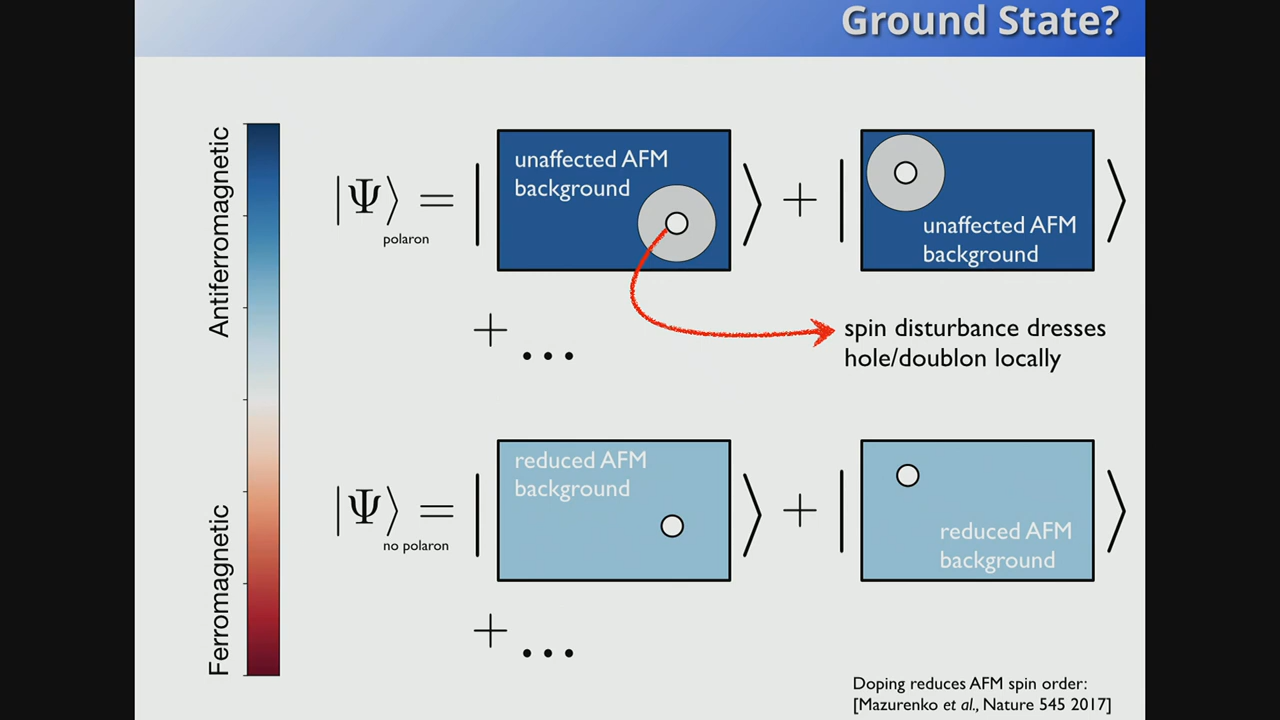 Ground State?
Antiferromagnetic
Ferromagnetic
|Ψ⟩ = |
polaron
unaffected AFM
background
⟩ + |
unaffected AFM
background
⟩
+ ...
spin disturbance dresses
hole/doublon locally
|Ψ⟩ = |
no polaron
reduced AFM
background
⟩ + |
reduced AFM
background
⟩
+ ...
Doping reduces AFM spin order:
[Mazurenko et al., Nature 545 2017]